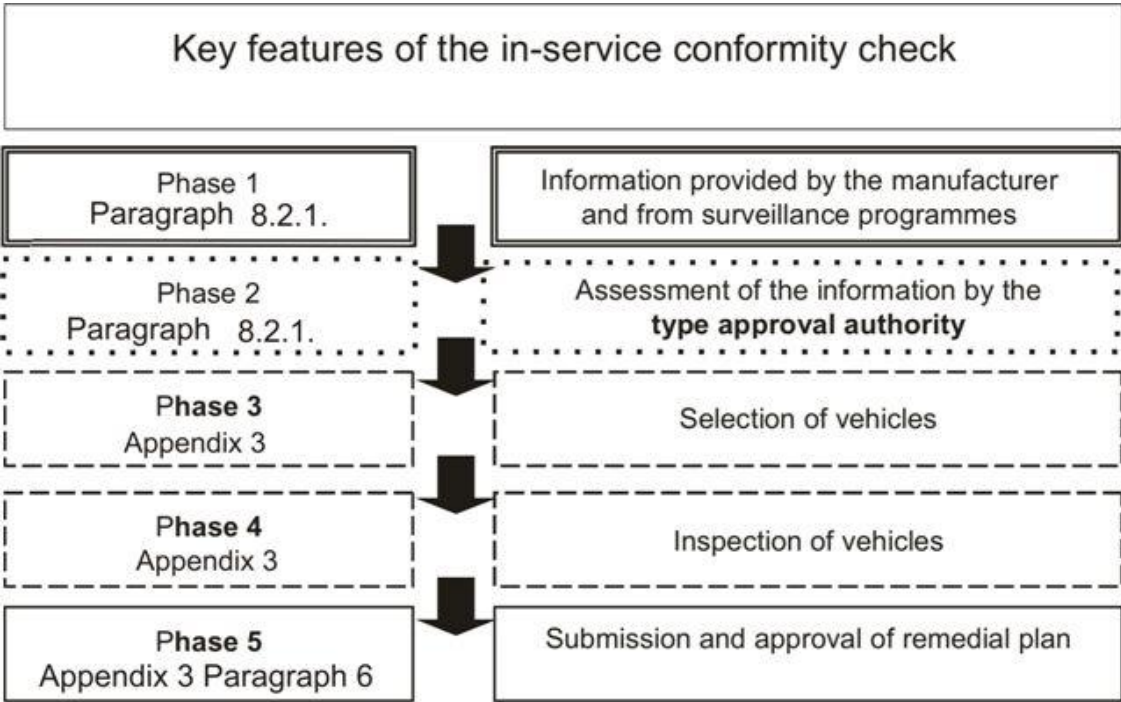 Key features of the in-service conformity check
Phase 1
Paragraph 8.2.1.
Information provided by the manufacturer
and from surveillance programmes
Phase 2
Paragraph 8.2.1.
Assessment of the information by the
type approval authority
Phase 3
Appendix 3
Selection of vehicles
Phase 4
Appendix 3
Inspection of vehicles
Phase 5
Appendix 3 Paragraph 6
Submission and approval of remedial plan